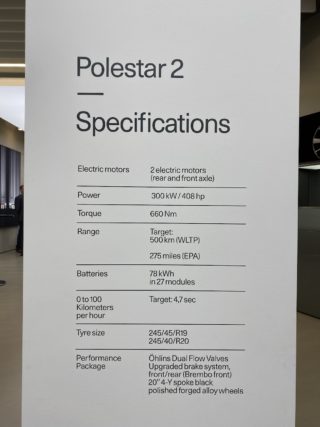 Polestar 2
Specifications
Electric motors 2 electric motors
(rear and front axle)
Power 300 kW / 408 hp
Torque 660 Nm
Range Target:
500 km (WLTP)
275 miles (EPA)
Batteries 78 kWh
in 27 modules
0 to 100 Target: 4,7 sec
Kilometers
per hour
Tyre size 245/45/R19
245/40/R20
Performance Öhlins Dual Flow Valves
Package Upgraded brake system,
front/rear (Brembo front)
20" 4-Y spoke black
polished forged alloy wheels